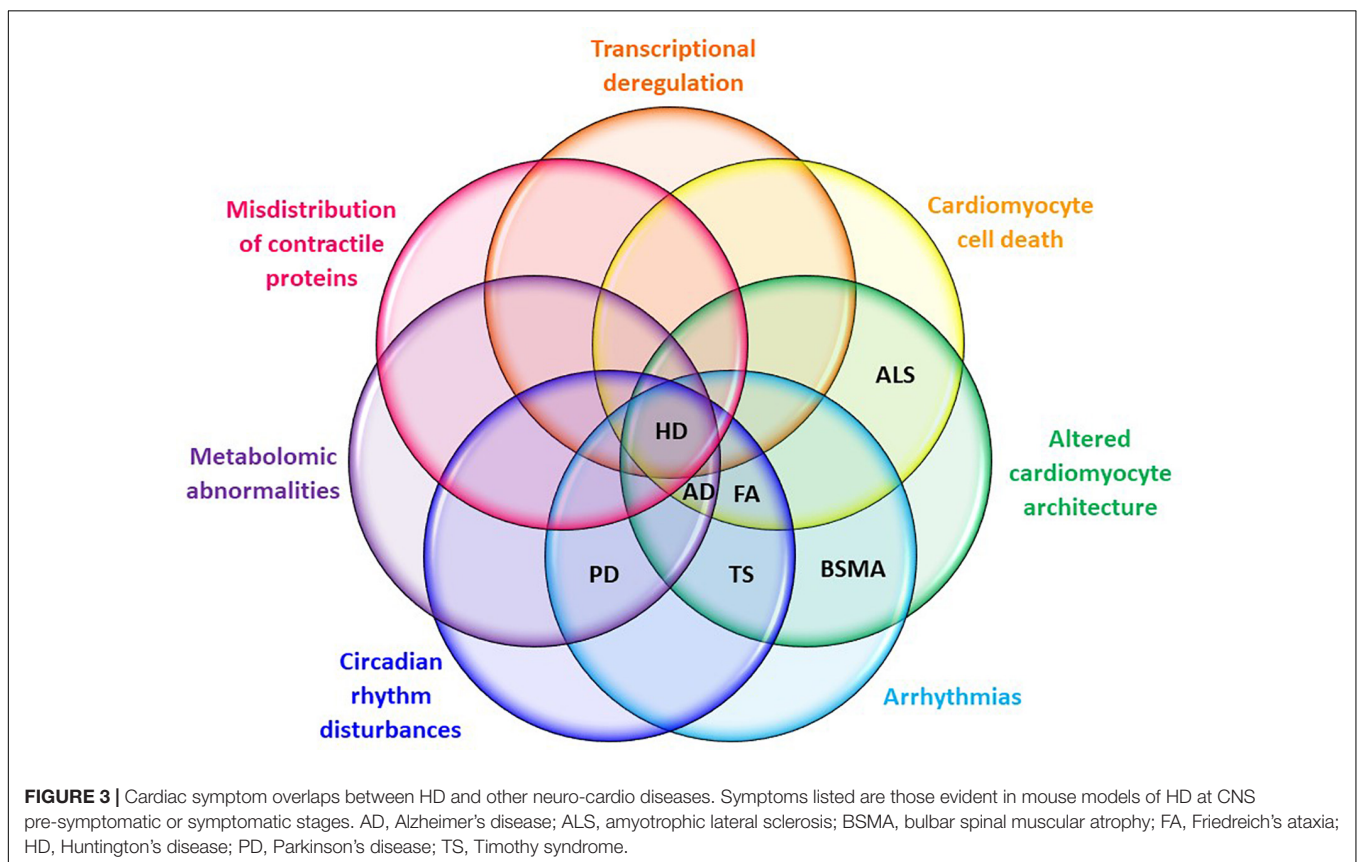 Transcriptional
deregulation
Misdistribution
of contractile
proteins
Cardiomyocyte
cell death
ALS
HD
Metabolomic
abnormalities
Altered
cardiomyocyte
architecture
AD
FA
PD
TS
BSMA
Circadian
rhythm
disturbances
Arrhythmias
FIGURE 3 | Cardiac symptom overlaps between HD and other neuro-cardio diseases. Symptoms listed are those evident in mouse models of HD at CNS
pre-symptomatic or symptomatic stages. AD, Alzheimer's disease; ALS, amyotrophic lateral sclerosis; BSMA, bulbar spinal muscular atrophy; FA, Friedreich's ataxia;
HD, Huntington's disease; PD, Parkinson's disease; TS, Timothy syndrome.